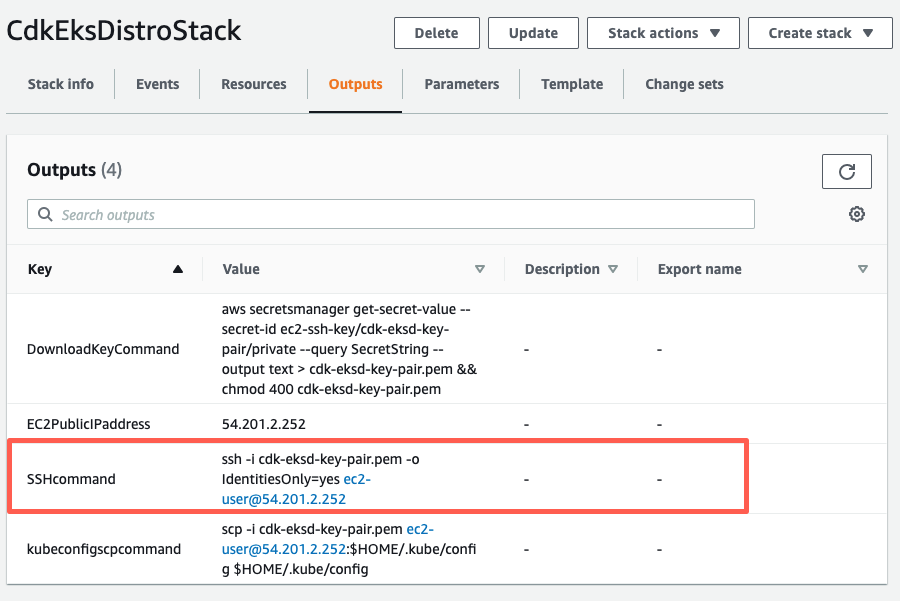 CdkEksDistroStack
Delete
Update
Stack actions
Create stack
Stack info
Events
Resources
Outputs
Parameters
Template
Change sets
Outputs (4)
Search outputs
Key
Value
Description
Export name
DownloadKeyCommand
aws secretsmanager get-secret-value --
secret-id ec2-ssh-key/cdk-eksd-key-
pair/private --query SecretString --
output text > cdk-eksd-key-pair.pem &&
chmod 400 cdk-eksd-key-pair.pem
-
-
EC2PublicIPaddress
54.201.2.252
-
-
SSHcommand
ssh -i cdk-eksd-key-pair.pem -o
IdentitiesOnly=yes ec2-
user@54.201.2.252
-
-
kubeconfigscpcommand
scp -i cdk-eksd-key-pair.pem ec2-
user@54.201.2.252:$HOME/.kube/confi
g $HOME/.kube/config
-
-